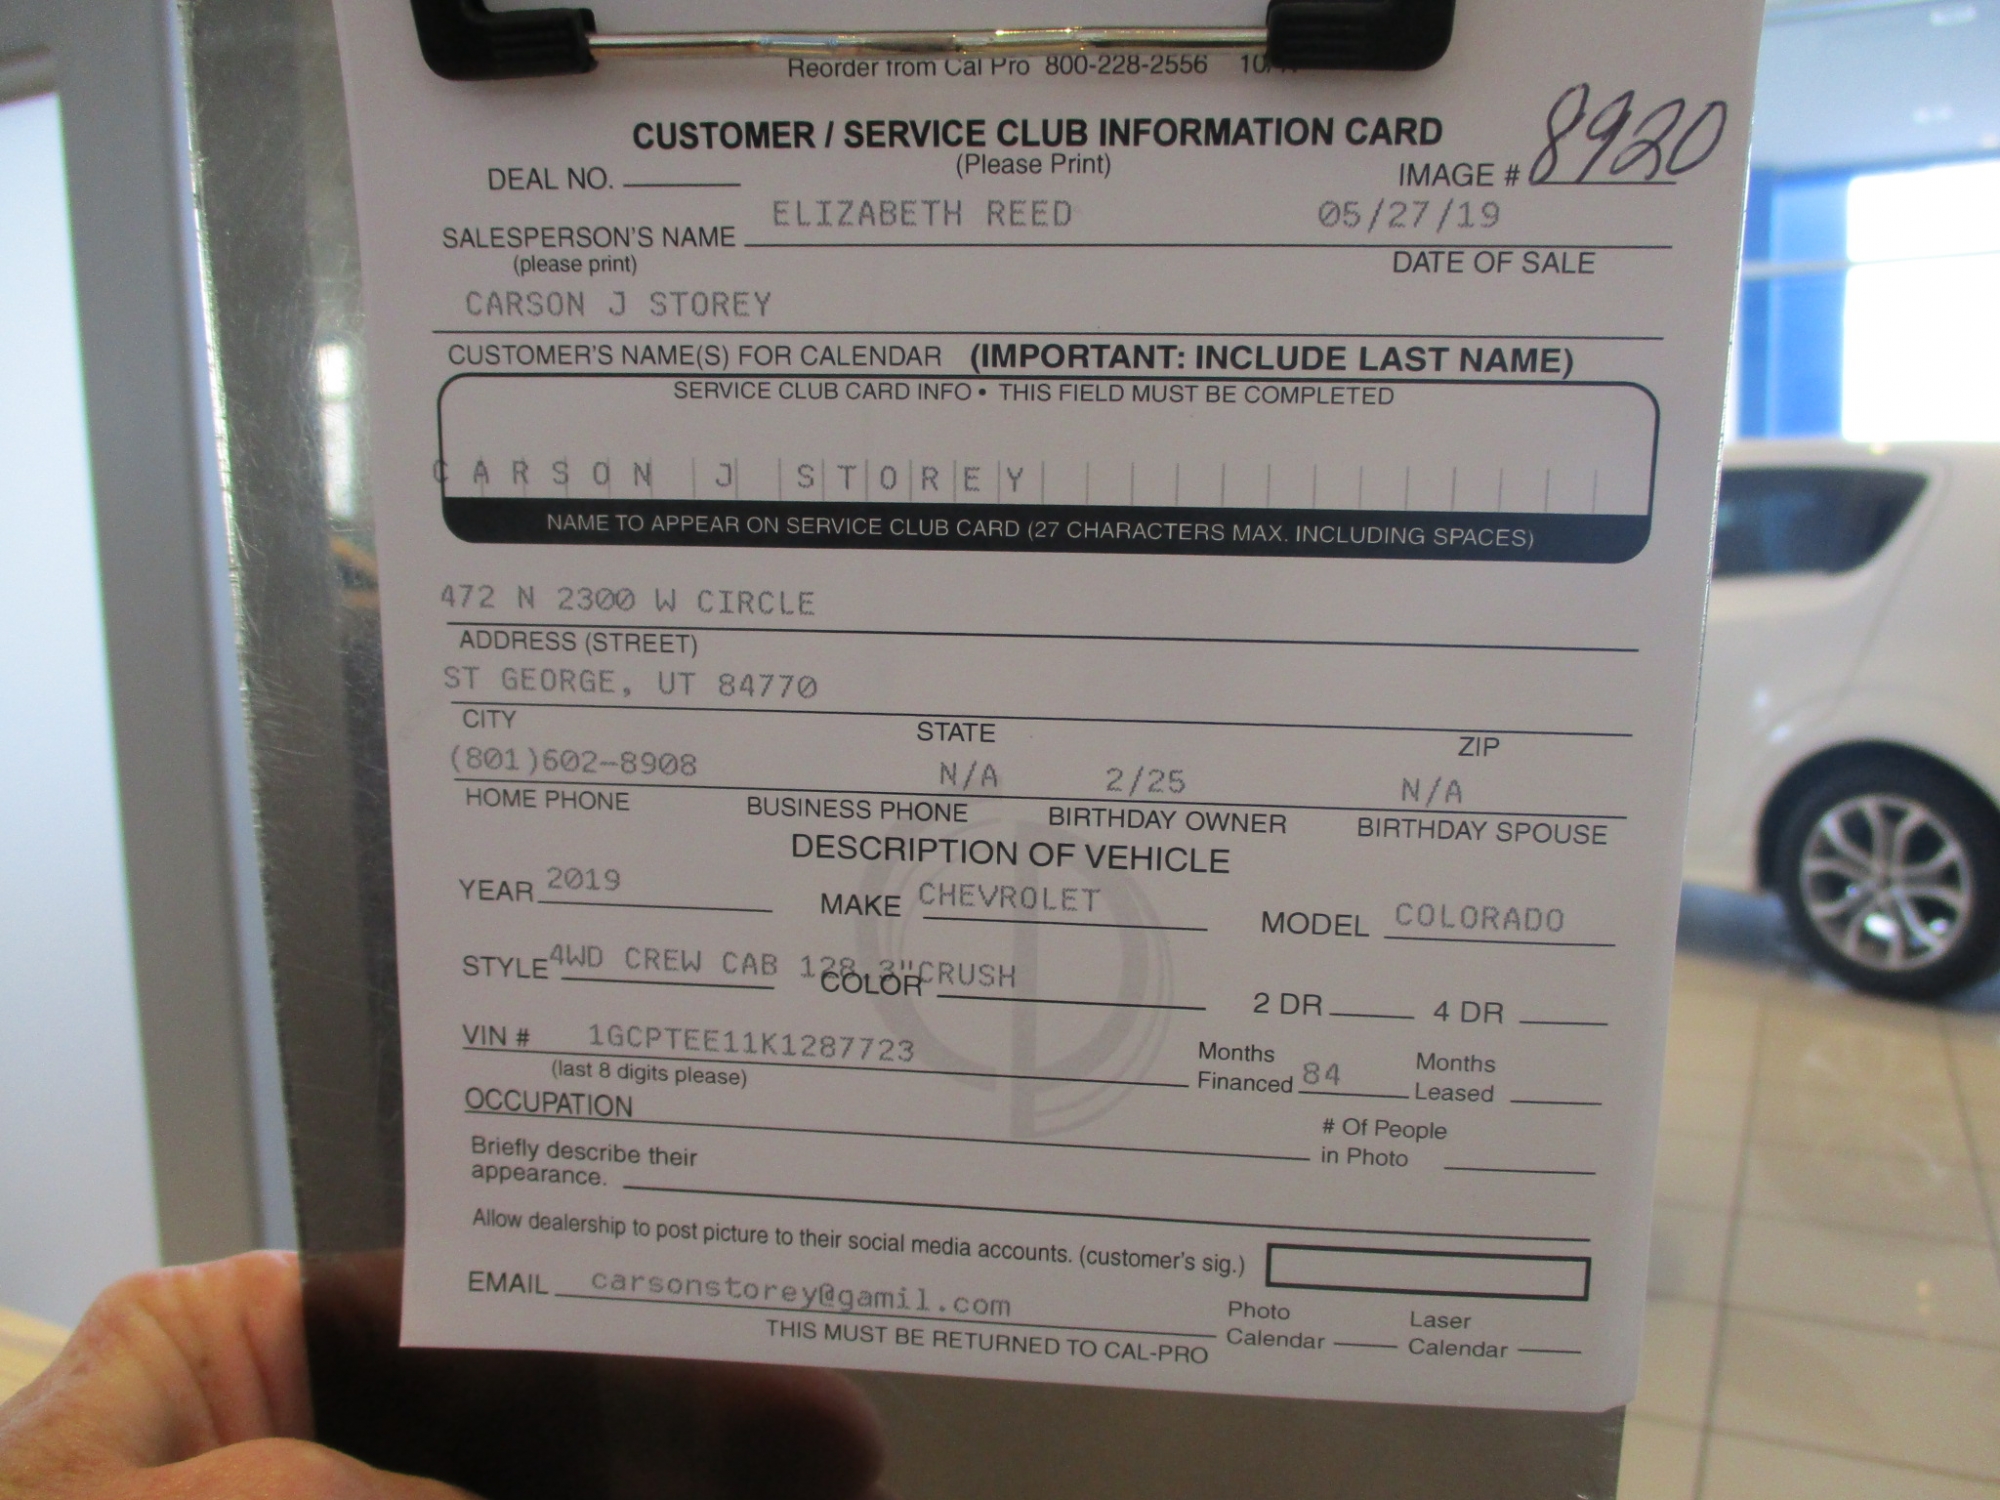 Reorder from Cal Pro 800-228-2556
CUSTOMER / SERVICE CLUB INFORMATION CARD
(Please Print)
DEAL NO. IMAGE # 8920
SALESPERSON'S NAME ELIZABETH REED 05/27/19
(please print) DATE OF SALE
CARSON J STOREY
CUSTOMER'S NAME(S) FOR CALENDAR (IMPORTANT: INCLUDE LAST NAME)
SERVICE CLUB CARD INFO • THIS FIELD MUST BE COMPLETED
CARSON J STOREY
NAME TO APPEAR ON SERVICE CLUB CARD (27 CHARACTERS MAX. INCLUDING SPACES)
472 N 2300 W CIRCLE
ADDRESS (STREET)
ST GEORGE, UT 84770
CITY STATE ZIP
(801)602-8908 N/A 2/25 N/A
HOME PHONE BUSINESS PHONE BIRTHDAY OWNER BIRTHDAY SPOUSE
DESCRIPTION OF VEHICLE
YEAR 2019 MAKE CHEVROLET MODEL COLORADO
STYLE 4WD CREW CAB 128.3" COLOR CRUSH 2 DR 4 DR
VIN # 1GCPTEE11K1287723 Months Financed 84 Months Leased
(last 8 digits please)
OCCUPATION # Of People in Photo
Briefly describe their
appearance.
Allow dealership to post picture to their social media accounts. (customer's sig.)
EMAIL carsonstorey@gamil.com Photo Calendar Laser Calendar
THIS MUST BE RETURNED TO CAL-PRO